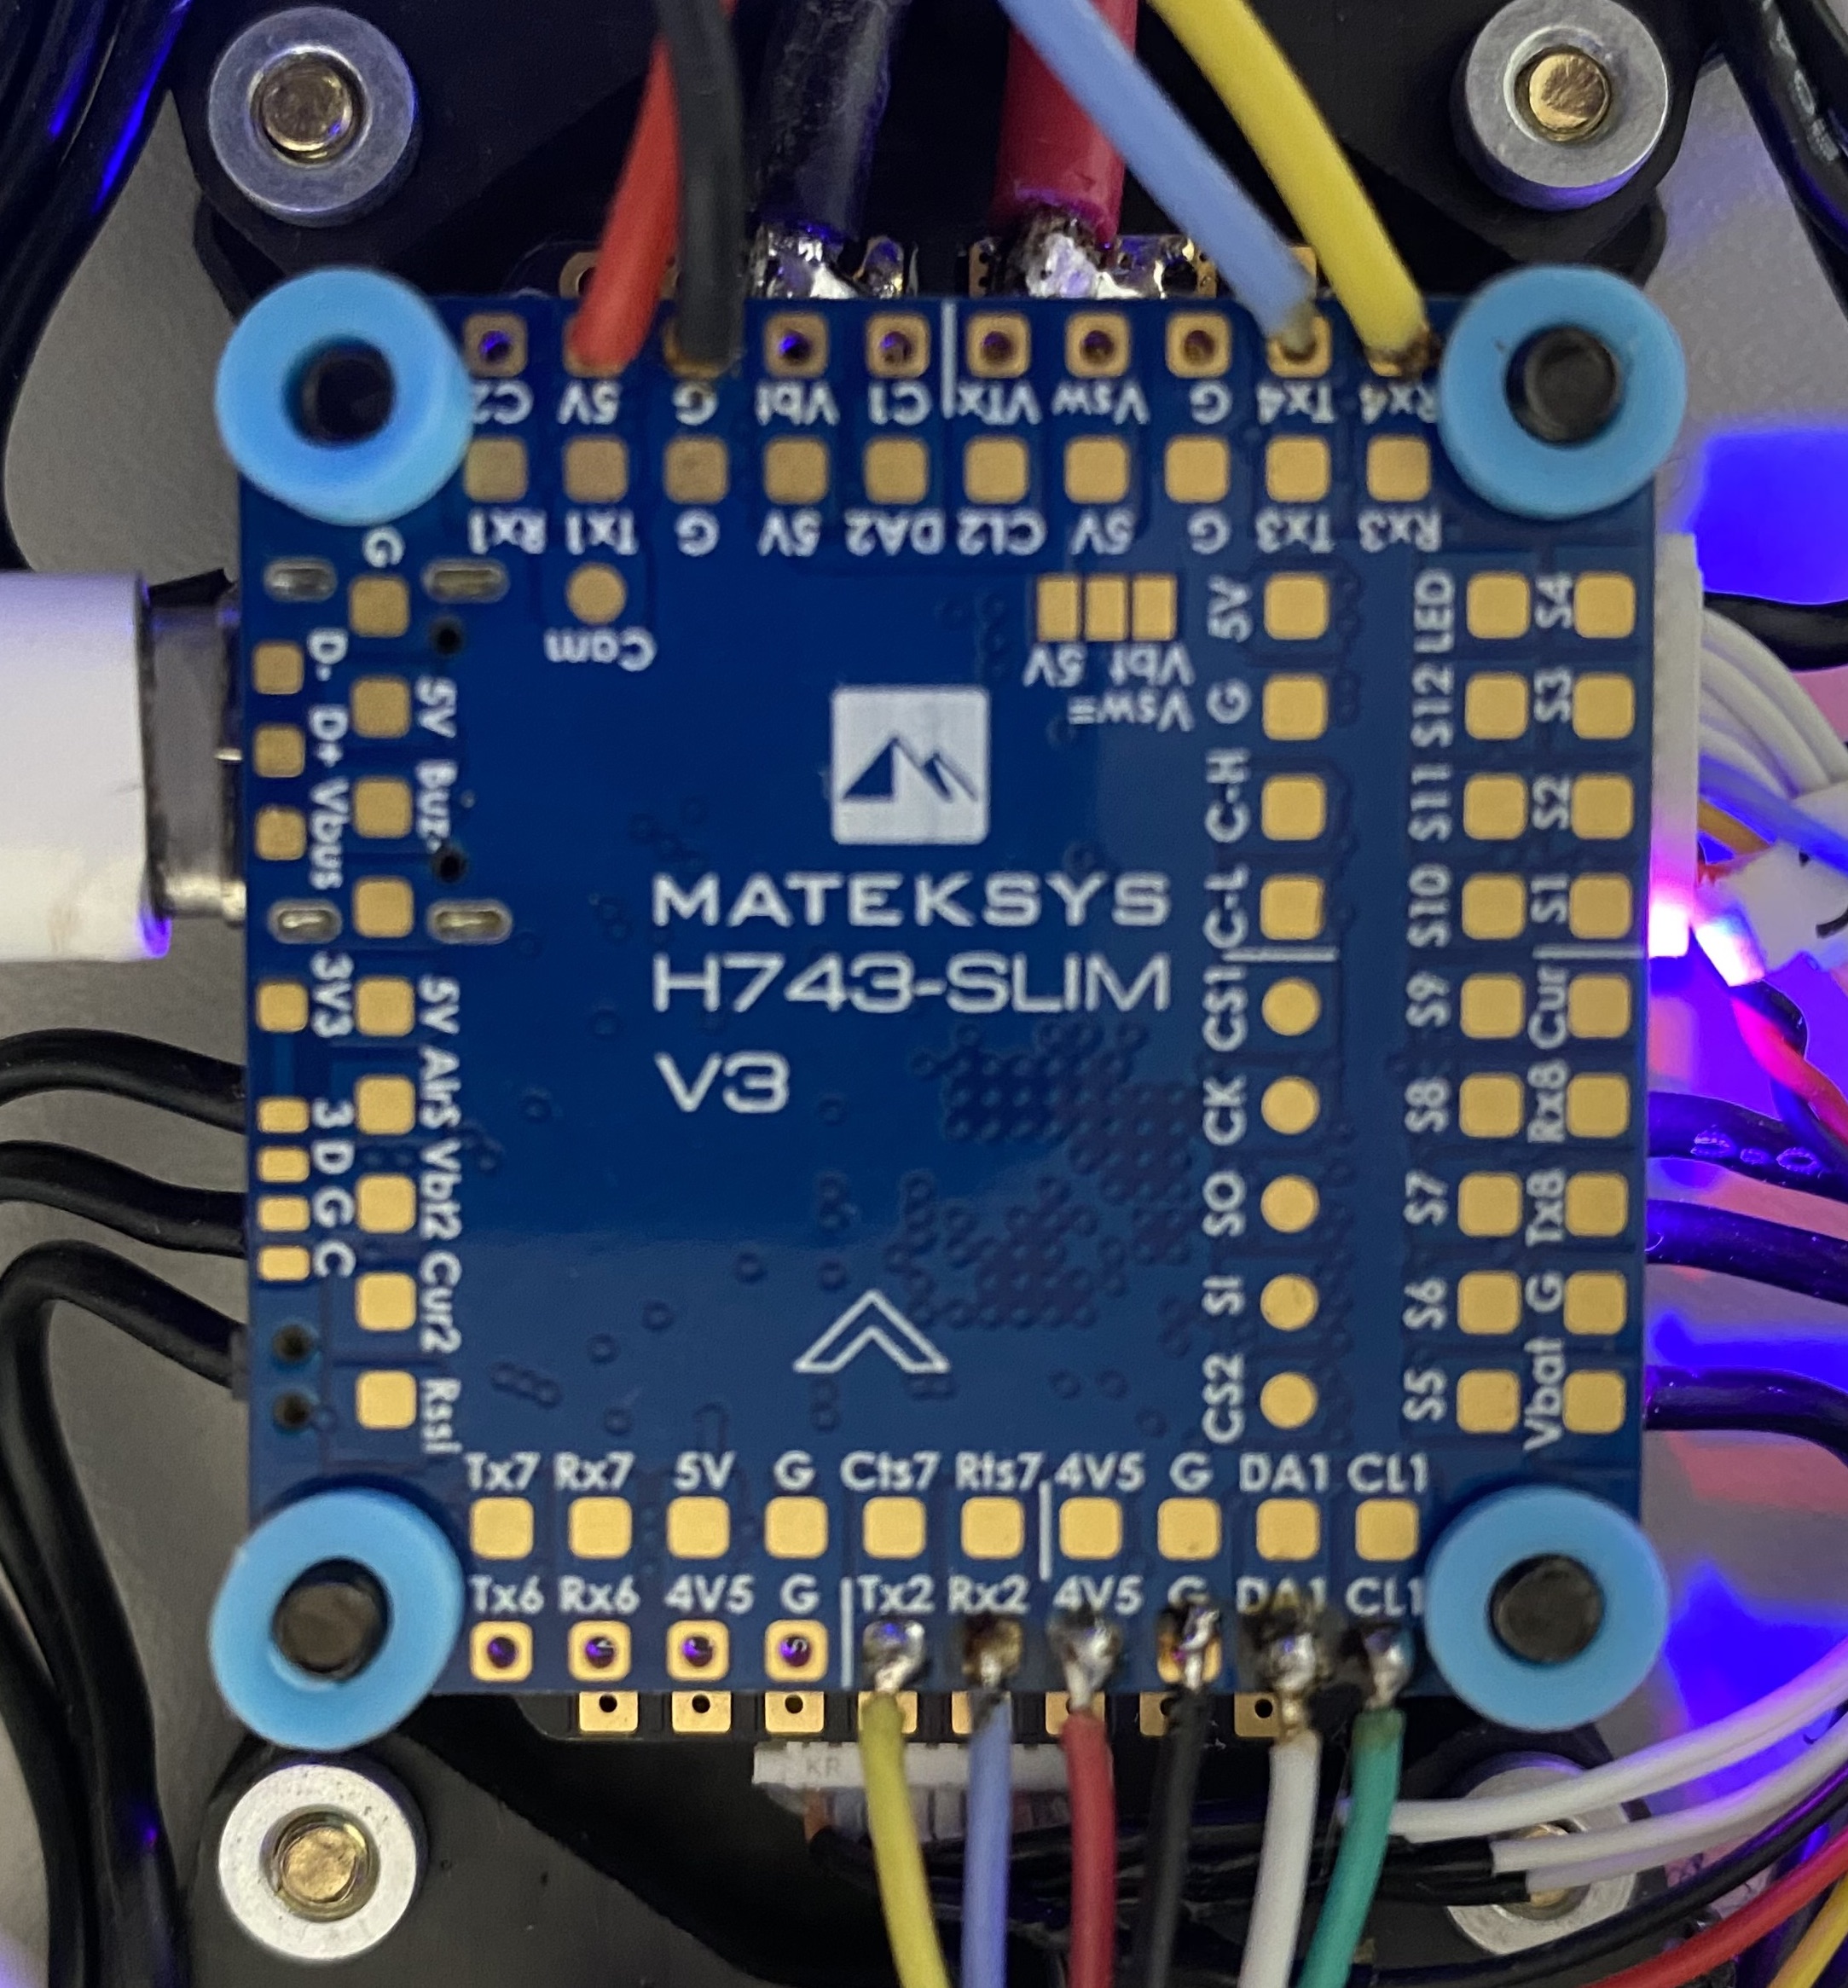 C2 5V G Vbt C1 VTx Vsw G Tx4 Rx4
Rx1 Tx1 G 5V DA2 CL2 5V G Tx3 Rx3
Cam
5V Vbt
Vsw=
G
D- D+ Vbus 3V3
3 D G C
5V Buz- 5V AirS Vbt2 Cur2 Rssi
MATEKSYS
H743-SLIM
V3
5V G C-H C-L CS1 CK SO SI CS2
LED S12 S11 S10 S9 S8 S7 S6 S5
S4 S3 S2 S1 Cur Rx8 Tx8 G Vbat
Tx7 Rx7 5V G Cts7 Rts7 4V5 G DA1 CL1
Tx6 Rx6 4V5 G Tx2 Rx2 4V5 G DA1 CL1
KR